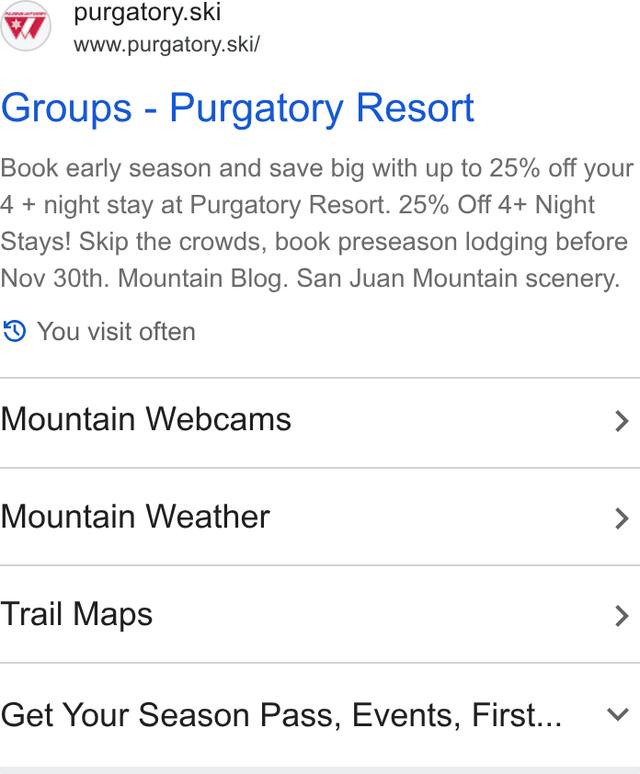 purgatory.ski
www.purgatory.ski/
Groups - Purgatory Resort
Book early season and save big with up to 25% off your
4 + night stay at Purgatory Resort. 25% Off 4+ Night
Stays! Skip the crowds, book preseason lodging before
Nov 30th. Mountain Blog. San Juan Mountain scenery.
You visit often
Mountain Webcams
Mountain Weather
Trail Maps
Get Your Season Pass, Events, First...